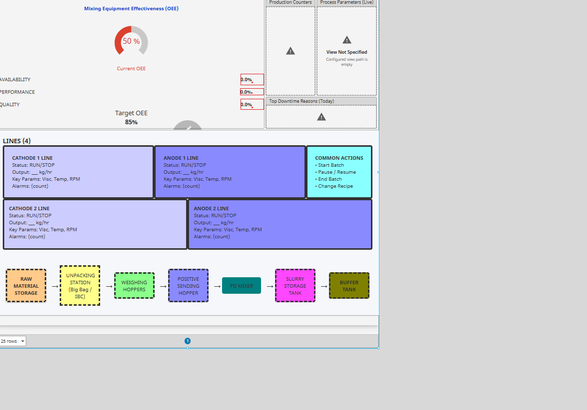 Mixing Equipment Effectiveness (OEE)
50 %
Current OEE
AVAILABILITY
0.0%
PERFORMANCE
0.0%
QUALITY
0.0%
Target OEE
85%
Production Counters
Process Parameters (Live)
View Not Specified
Configured view path is
empty
Top Downtime Reasons (Today)
LINES (4)
CATHODE 1 LINE
Status: RUN/STOP
Output: __ kg/hr
Key Params: Visc, Temp, RPM
Alarms: (count)
ANODE 1 LINE
Status: RUN/STOP
Output: __ kg/hr
Key Params: Visc, Temp, RPM
Alarms: (count)
COMMON ACTIONS
- Start Batch
- Pause / Resume
- End Batch
- Change Recipe
CATHODE 2 LINE
Status: RUN/STOP
Output: __ kg/hr
Key Params: Visc, Temp, RPM
Alarms: (count)
ANODE 2 LINE
Status: RUN/STOP
Output: __ kg/hr
Key Params: Visc, Temp, RPM
Alarms: (count)
RAW
MATERIAL
STORAGE
→
UNPACKING
STATION
(Big Bag /
IBC)
→
WEIGHING
HOPPERS
→
POSITIVE
SENDING
HOPPER
→
→
SLURRY
STORAGE
TANK
→
BUFFER
TANK
25 rows
?